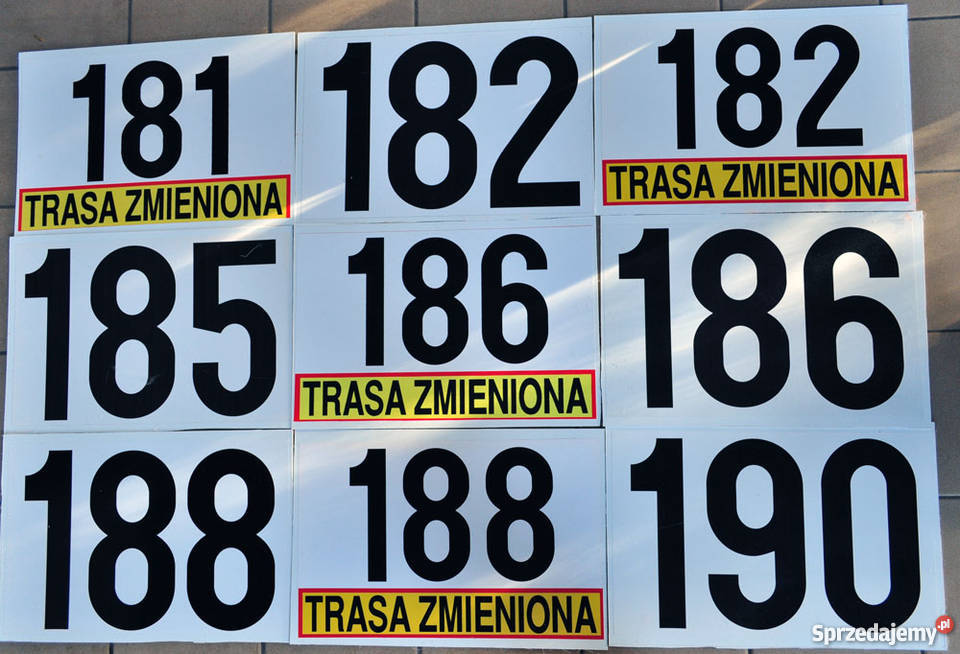 181
TRASA ZMIENIONA
182
182
TRASA ZMIENIONA
185
186
TRASA ZMIENIONA
186
188
188
TRASA ZMIENIONA
190
Sprzedajemy.pl